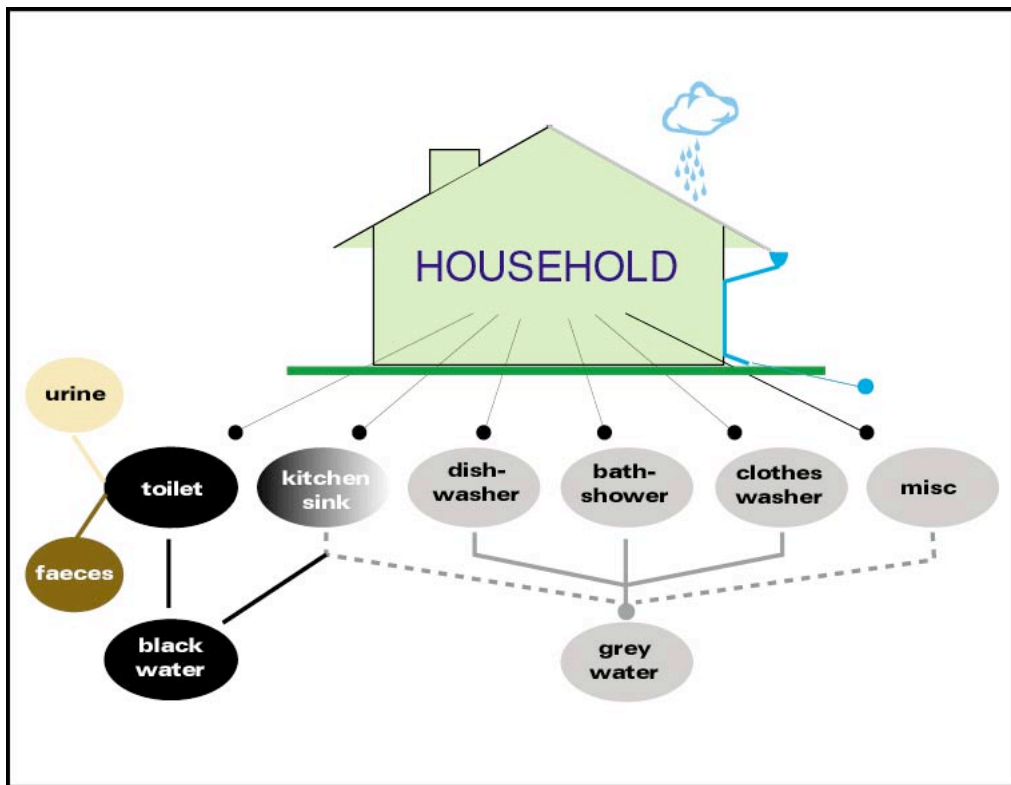 HOUSEHOLD
urine
toilet
kitchen
sink
dish-
washer
bath-
shower
clothes
washer
misc
faeces
black
water
grey
water